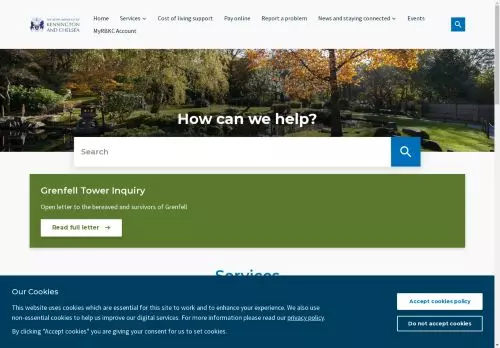 THE ROYAL BOROUGH OF
KENSINGTON
AND CHELSEA
Home
Services
Cost of living support
Pay online
Report a problem
News and staying connected
Events
MyRBKC Account
How can we help?
Search
Grenfell Tower Inquiry
Open letter to the bereaved and survivors of Grenfell
Read full letter
Services
Our Cookies
This website uses cookies which are essential for this site to work and to enhance your experience. We also use
non-essential cookies to help us improve our digital services. For more information please read our privacy policy.
By clicking "Accept cookies" you are giving your consent for us to set cookies.
Accept cookies policy
Do not accept cookies